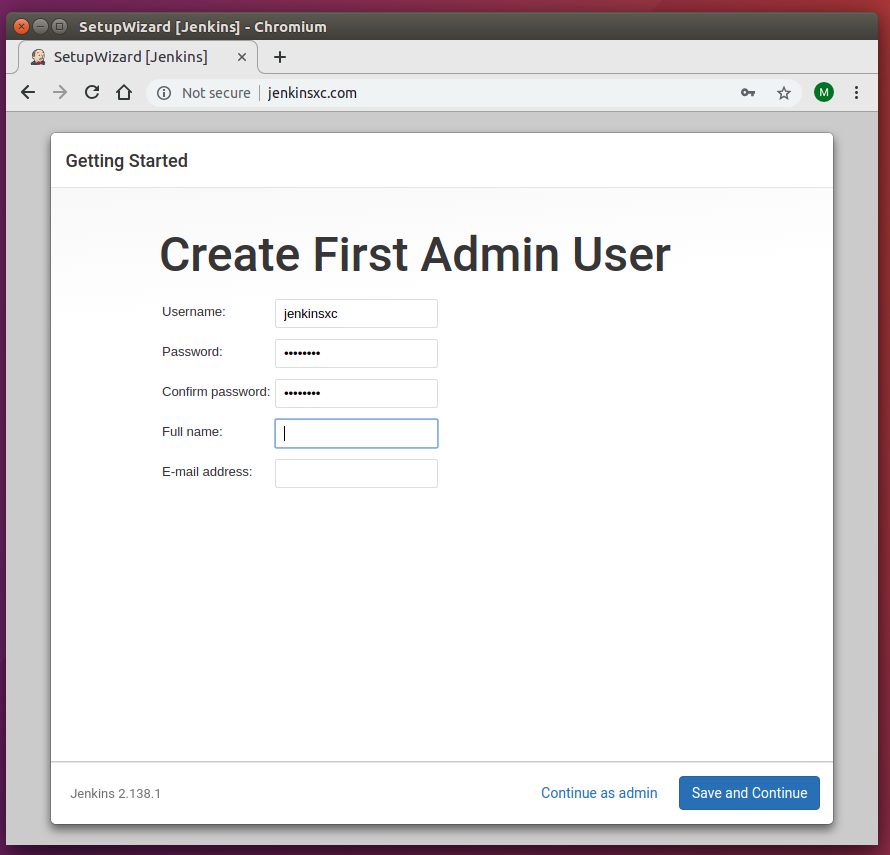 SetupWizard [Jenkins] - Chromium
SetupWizard [Jenkins]
Not secure | jenkinsxc.com
M
Getting Started
Create First Admin User
Username: jenkinsxc
Password: ••••••••
Confirm password: ••••••••
Full name:
E-mail address:
Jenkins 2.138.1 Continue as admin Save and Continue